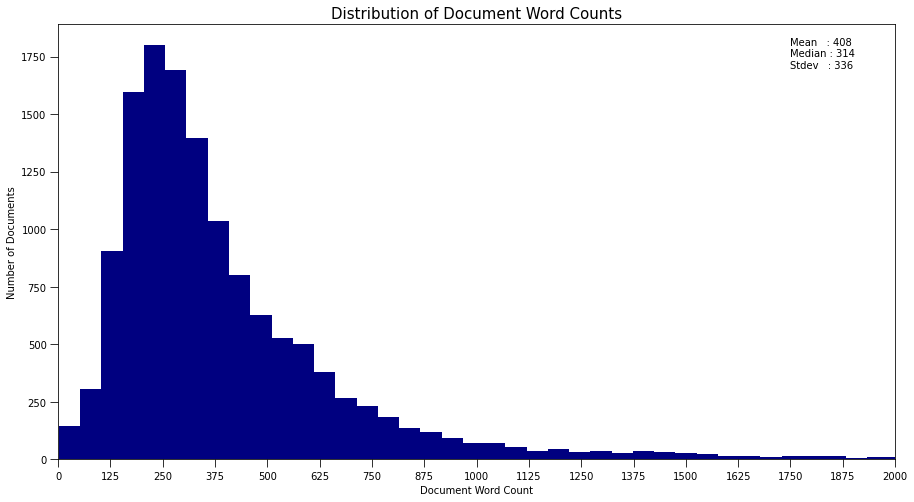 Distribution of Document Word Counts
Mean : 408
Median : 314
Stdev : 336
Number of Documents
1750
1500
1250
1000
750
500
250
0
0 125 250 375 500 625 750 875 1000 1125 1250 1375 1500 1625 1750 1875 2000
Document Word Count